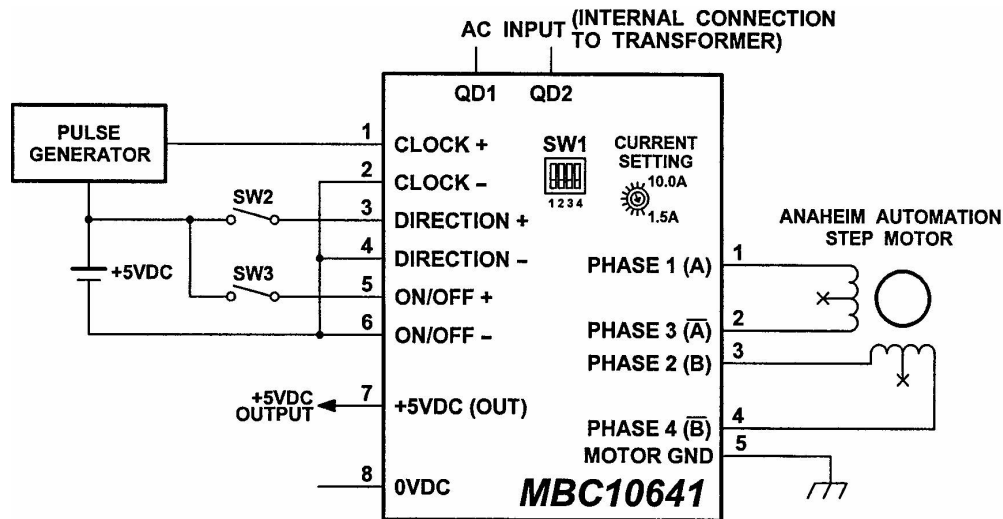 AC INPUT (INTERNAL CONNECTION
TO TRANSFORMER)
QD1 QD2
PULSE
GENERATOR
1 CLOCK +
2 CLOCK –
SW2
3 DIRECTION +
4 DIRECTION –
+5VDC
SW3
5 ON/OFF +
6 ON/OFF –
+5VDC
OUTPUT
7 +5VDC (OUT)
8 0VDC
SW1
1 2 3 4
CURRENT
SETTING
10.0A
1.5A
ANAHEIM AUTOMATION
STEP MOTOR
PHASE 1 (A) 1
PHASE 3 (A̅) 2
PHASE 2 (B) 3
PHASE 4 (B̅) 4
MOTOR GND 5
MBC10641